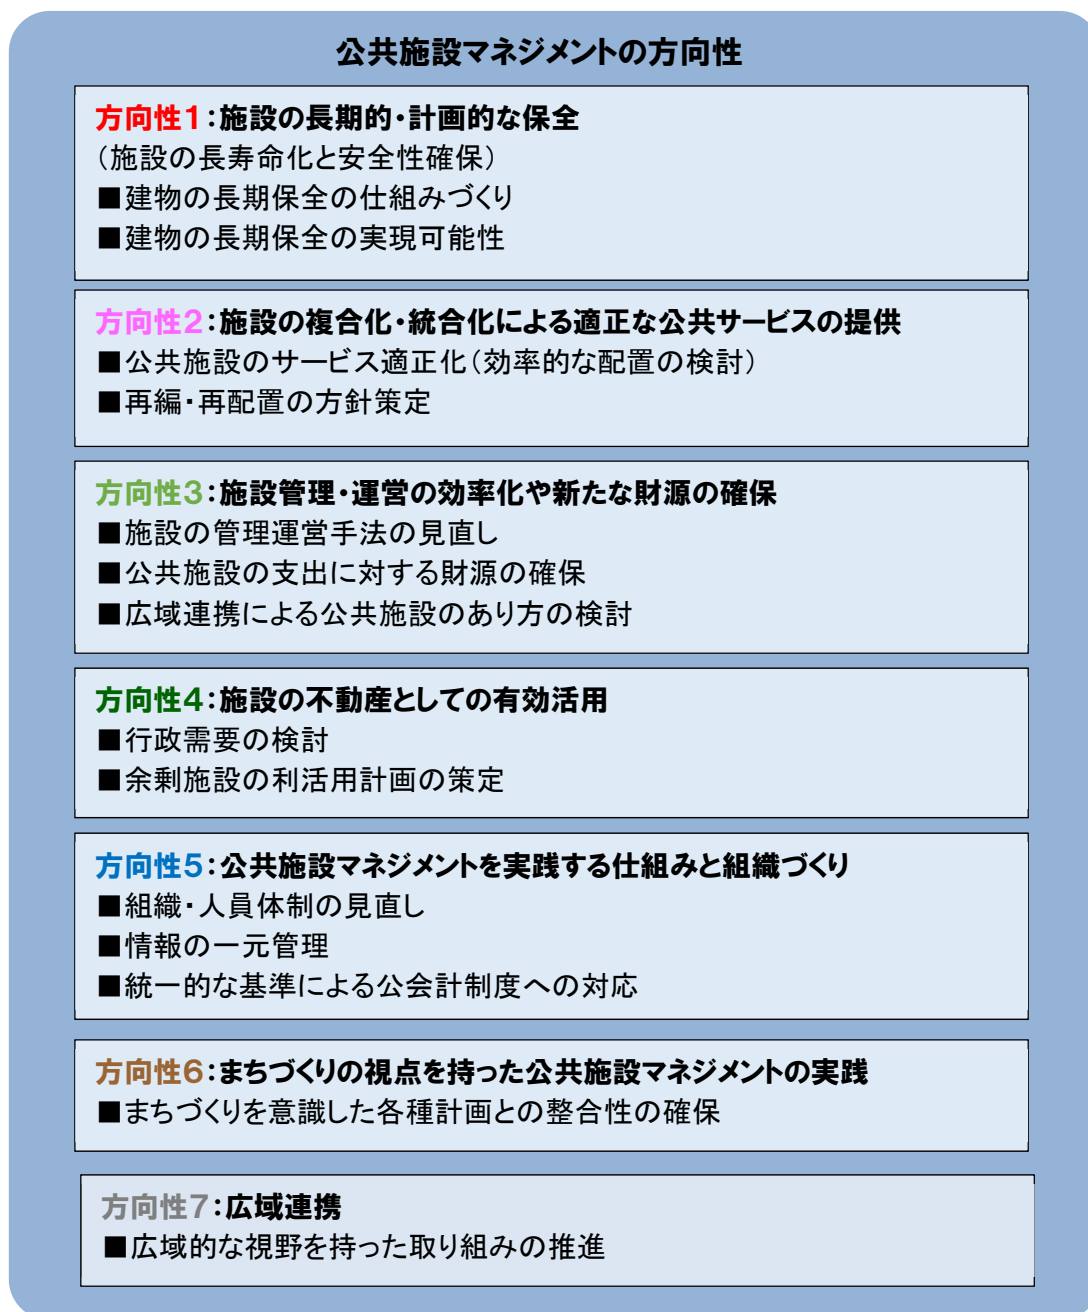 公共施設マネジメントの方向性
方向性1：施設の長期的・計画的な保全
（施設の長寿命化と安全性確保）
■建物の長期保全の仕組みづくり
■建物の長期保全の実現可能性
方向性2：施設の複合化・統合化による適正な公共サービスの提供
■公共施設のサービス適正化（効率的な配置の検討）
■再編・再配置の方針策定
方向性3：施設管理・運営の効率化や新たな財源の確保
■施設の管理運営手法の見直し
■公共施設の支出に対する財源の確保
■広域連携による公共施設のあり方の検討
方向性4：施設の不動産としての有効活用
■行政需要の検討
■余剰施設の利活用計画の策定
方向性5：公共施設マネジメントを実践する仕組みと組織づくり
■組織・人員体制の見直し
■情報の一元管理
■統一的な基準による公会計制度への対応
方向性6：まちづくりの視点を持った公共施設マネジメントの実践
■まちづくりを意識した各種計画との整合性の確保
方向性7：広域連携
■広域的な視野を持った取り組みの推進